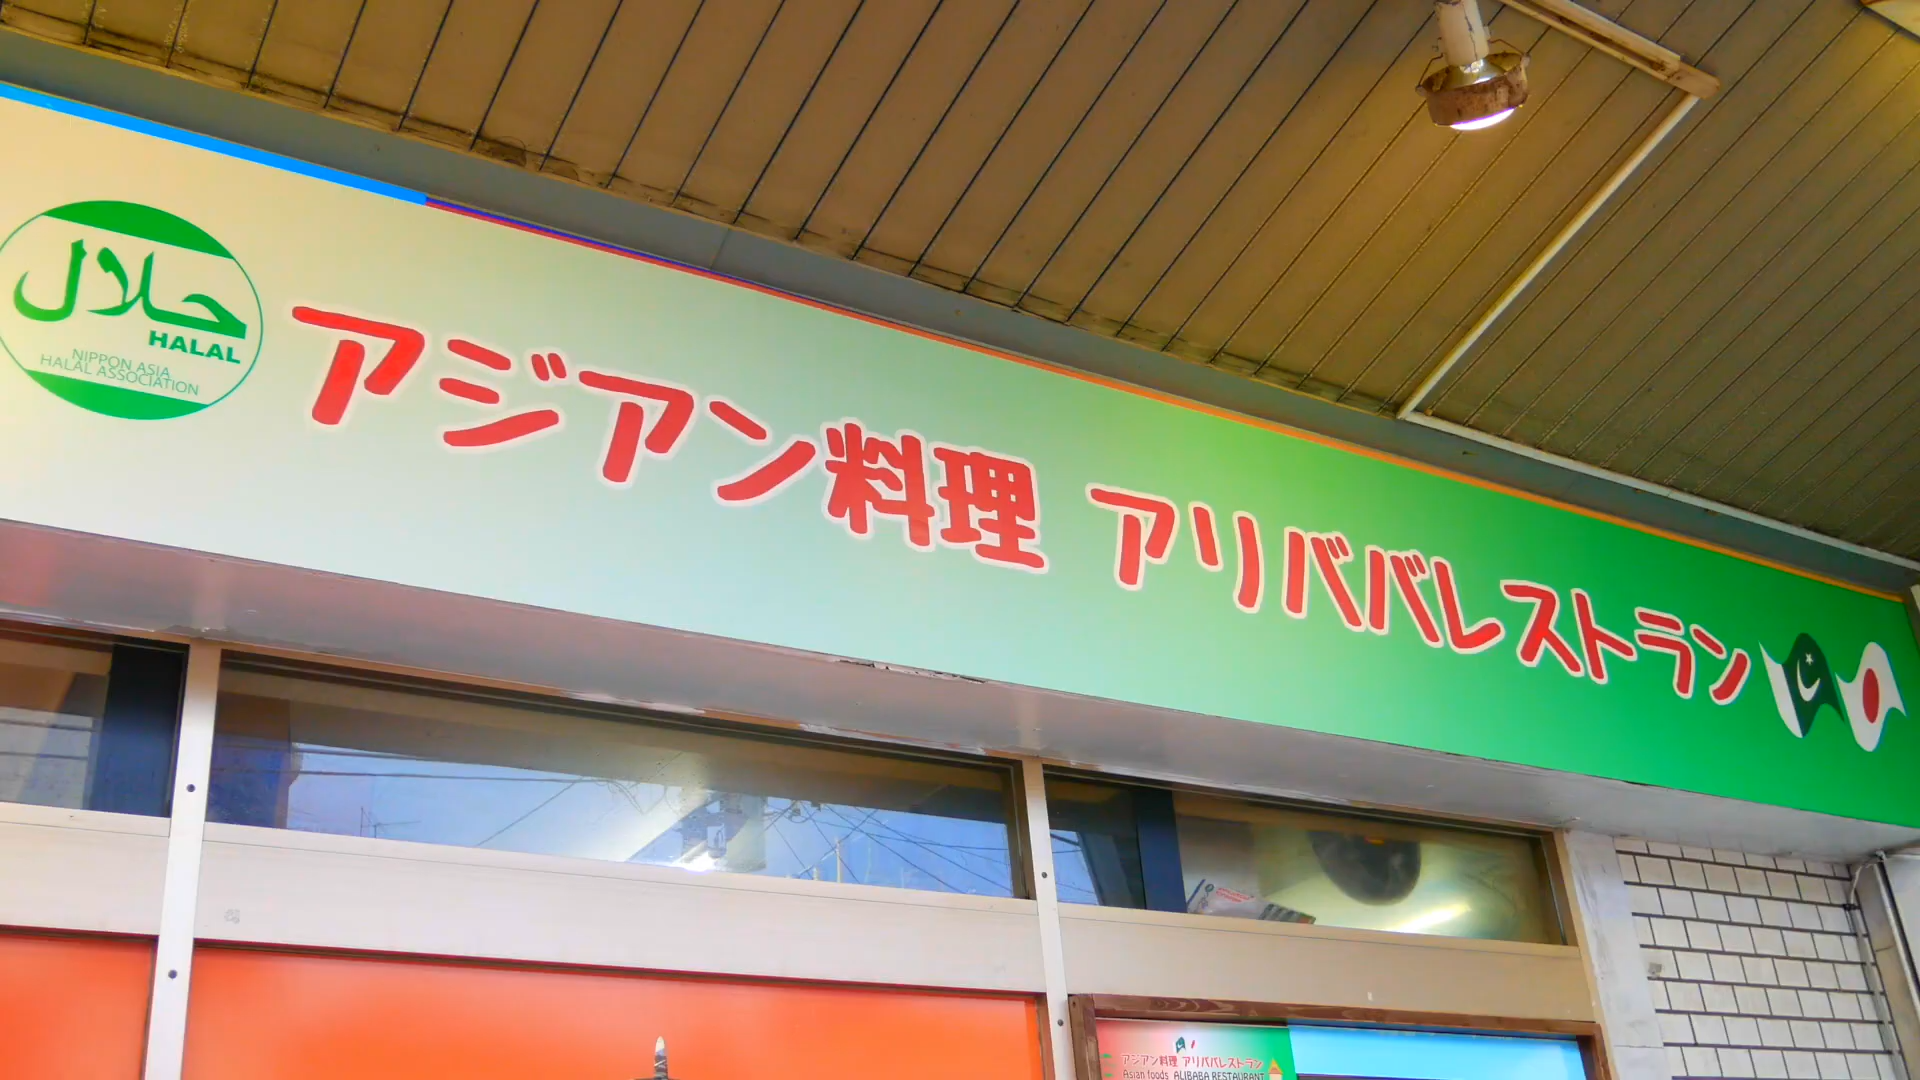 حلال
HALAL
NIPPON ASIA
HALAL ASSOCIATION
アジアン料理 アリババレストラン
アジアン料理 アリババレストラン
Asian foods ALIBABA RESTAURANT